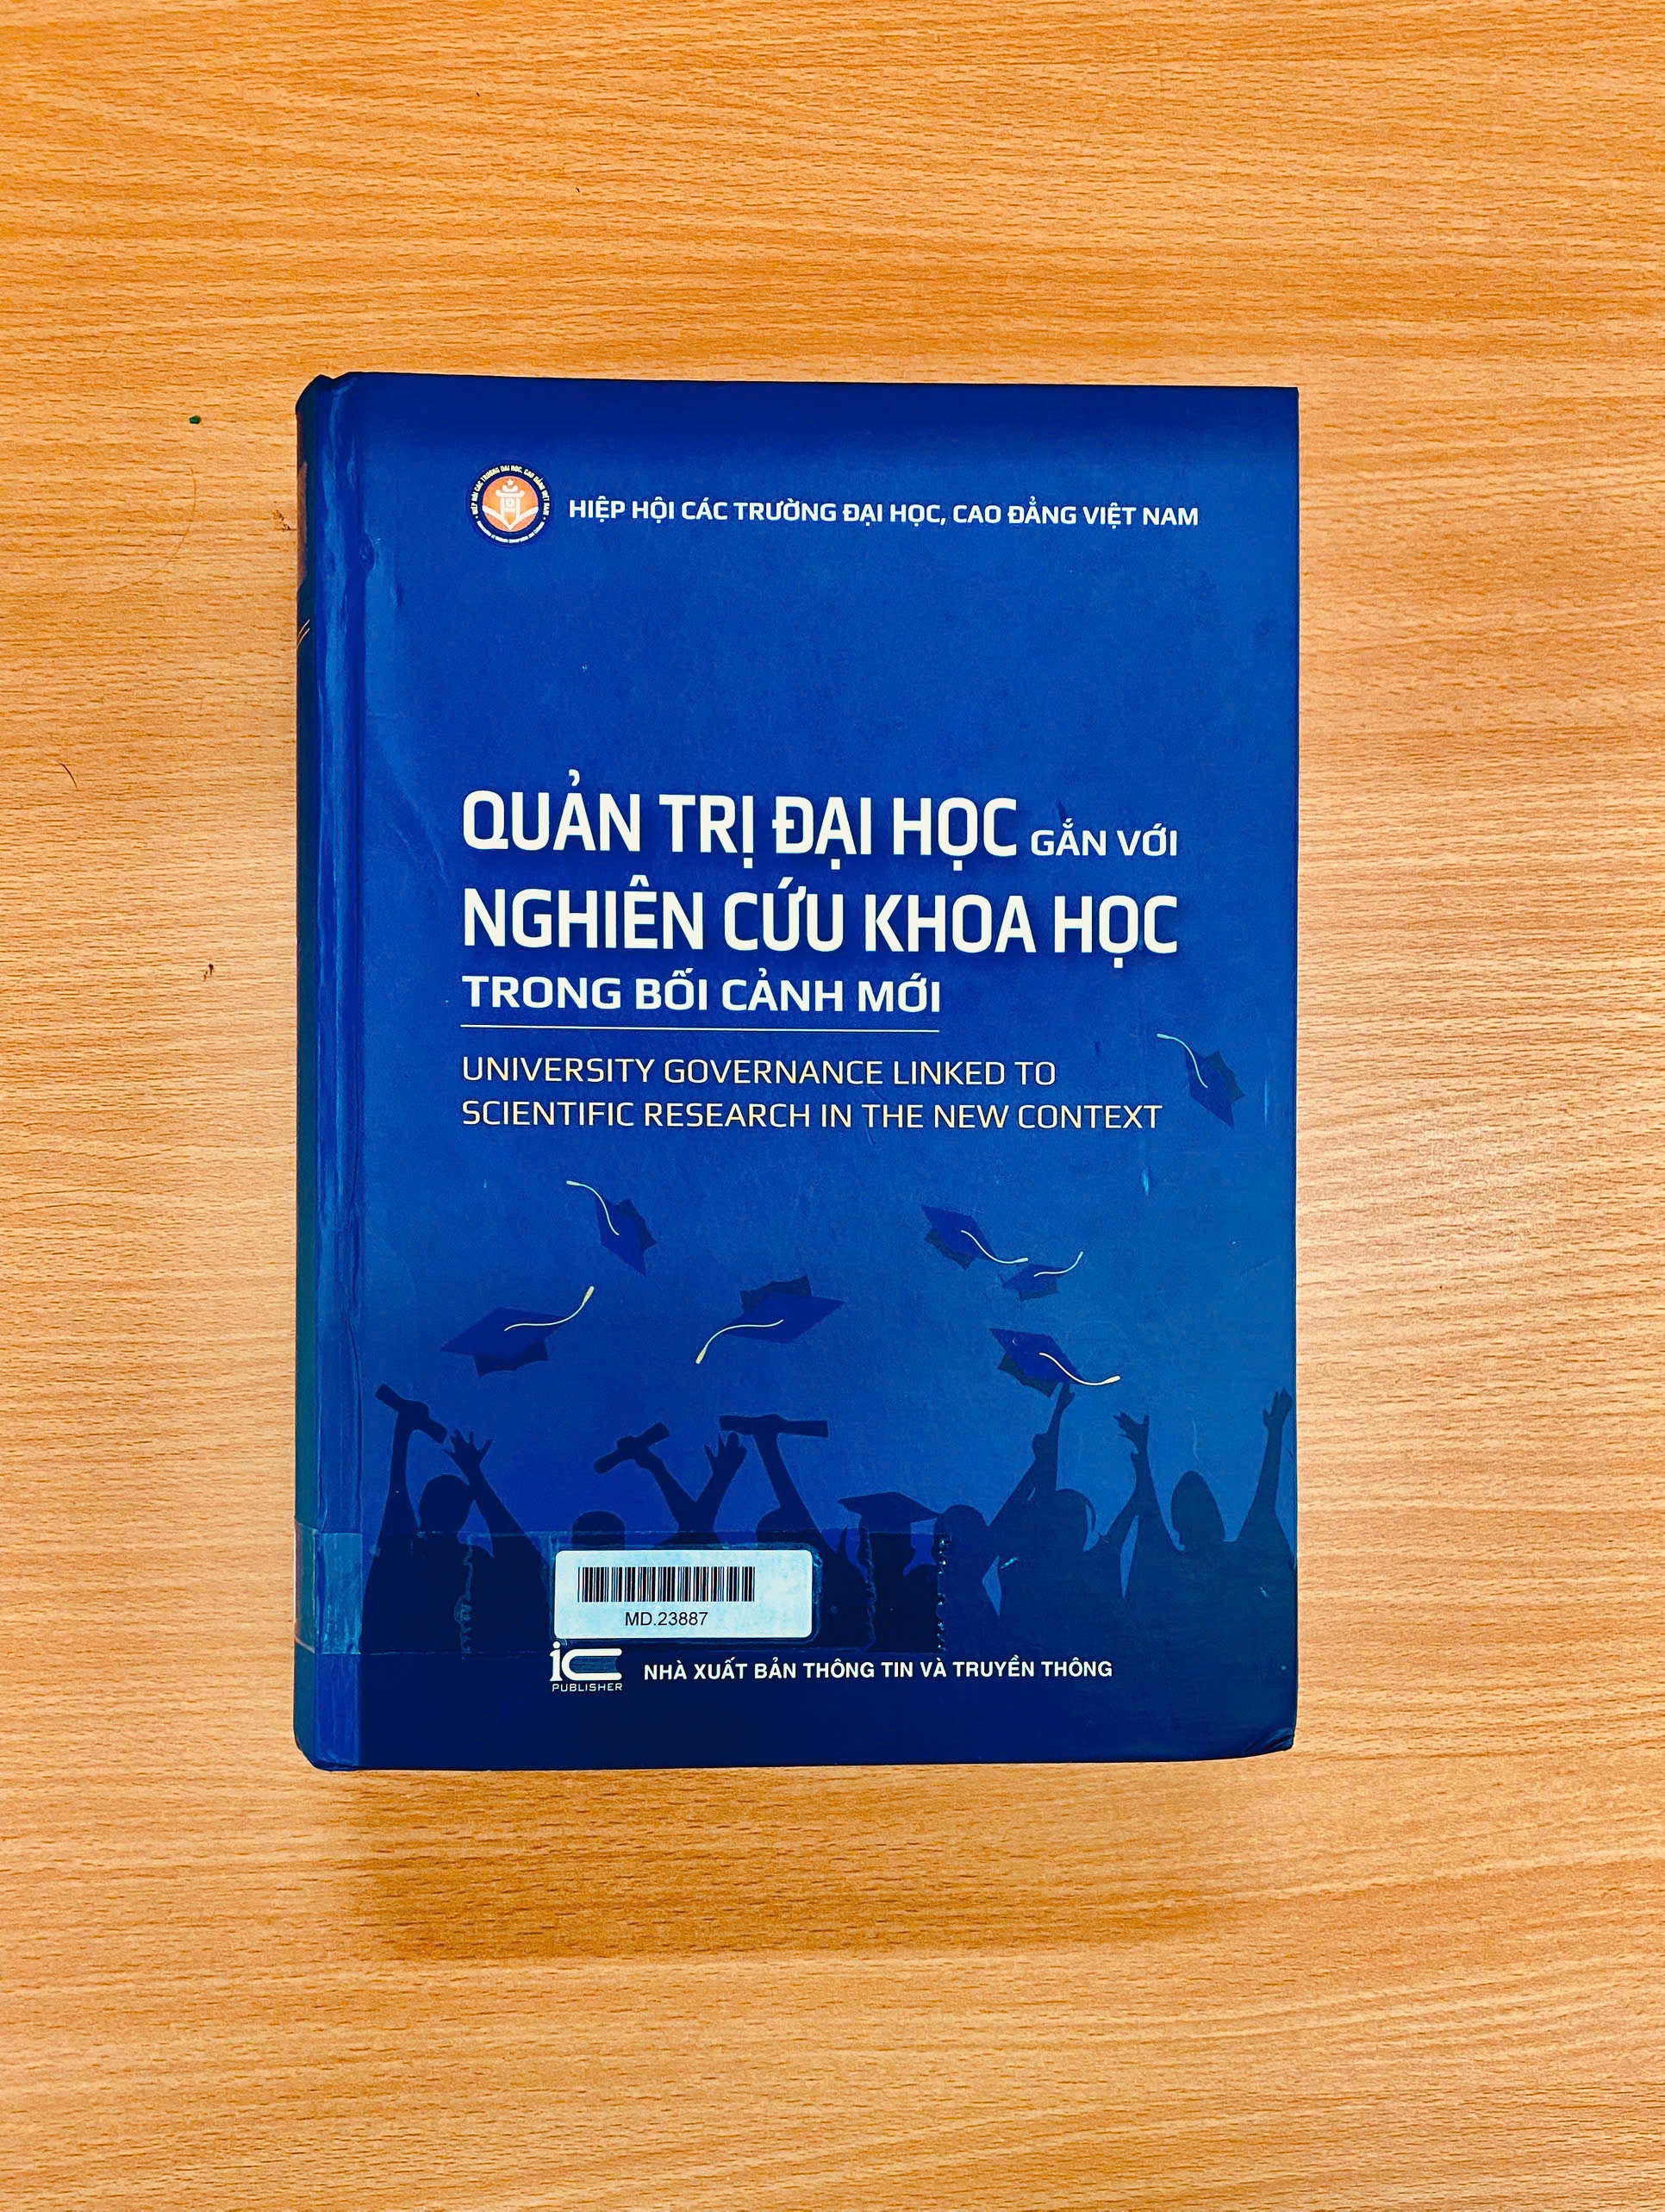 HIỆP HỘI CÁC TRƯỜNG ĐẠI HỌC, CAO ĐẲNG VIỆT NAM
QUẢN TRỊ ĐẠI HỌC GẮN VỚI
NGHIÊN CỨU KHOA HỌC
TRONG BỐI CẢNH MỚI
UNIVERSITY GOVERNANCE LINKED TO
SCIENTIFIC RESEARCH IN THE NEW CONTEXT
MD.23887
ic
PUBLISHER
NHÀ XUẤT BẢN THÔNG TIN VÀ TRUYỀN THÔNG